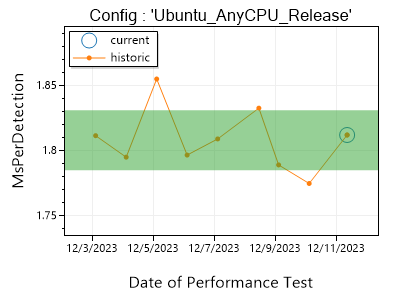 Config : 'Ubuntu_AnyCPU_Release'
current
historic
MsPerDetection
1.85
1.8
1.75
12/3/2023 12/5/2023 12/7/2023 12/9/2023 12/11/2023
Date of Performance Test